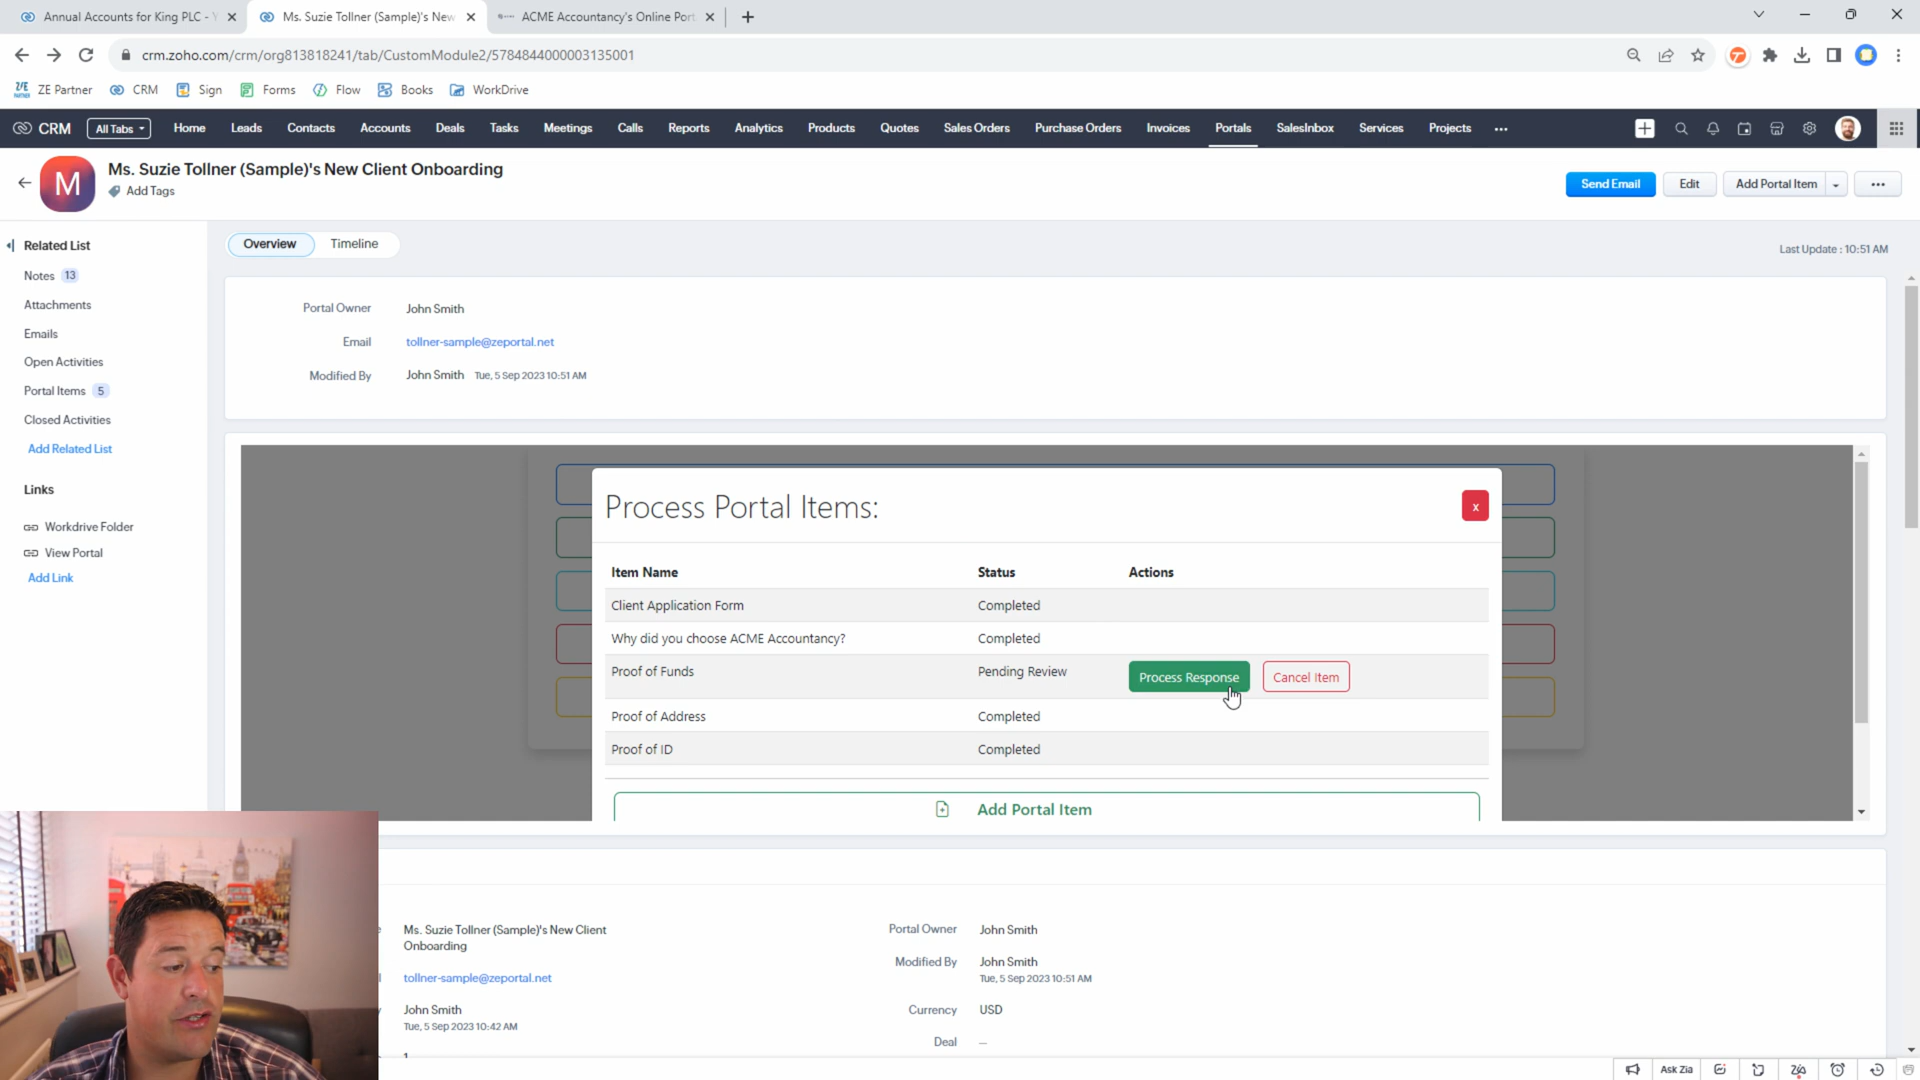 Annual Accounts for King PLC - Y
Ms. Suzie Tollner (Sample)'s New
ACME Accountancy's Online Port
crm.zoho.com/crm/org813818241/tab/CustomModule2/5784844000003135001
ZE Partner CRM Sign Forms Flow Books WorkDrive
CRM All Tabs Home Leads Contacts Accounts Deals Tasks Meetings Calls Reports Analytics Products Quotes Sales Orders Purchase Orders Invoices Portals SalesInbox Services Projects
M
Ms. Suzie Tollner (Sample)'s New Client Onboarding
Add Tags
Send Email Edit Add Portal Item
Related List
Notes 13
Attachments
Emails
Open Activities
Portal Items 5
Closed Activities
Add Related List
Links
Workdrive Folder
View Portal
Add Link
Overview Timeline
Last Update : 10:51 AM
Portal Owner John Smith
Email tollner-sample@zeportal.net
Modified By John Smith Tue, 5 Sep 2023 10:51 AM
Process Portal Items:
x
Item Name Status Actions
Client Application Form Completed
Why did you choose ACME Accountancy? Completed
Proof of Funds Pending Review Process Response Cancel Item
Proof of Address Completed
Proof of ID Completed
Add Portal Item
Ms. Suzie Tollner (Sample)'s New Client
Onboarding
tollner-sample@zeportal.net
John Smith
Tue, 5 Sep 2023 10:42 AM
1
Portal Owner John Smith
Modified By John Smith
Tue, 5 Sep 2023 10:51 AM
Currency USD
Deal —
Ask Zia